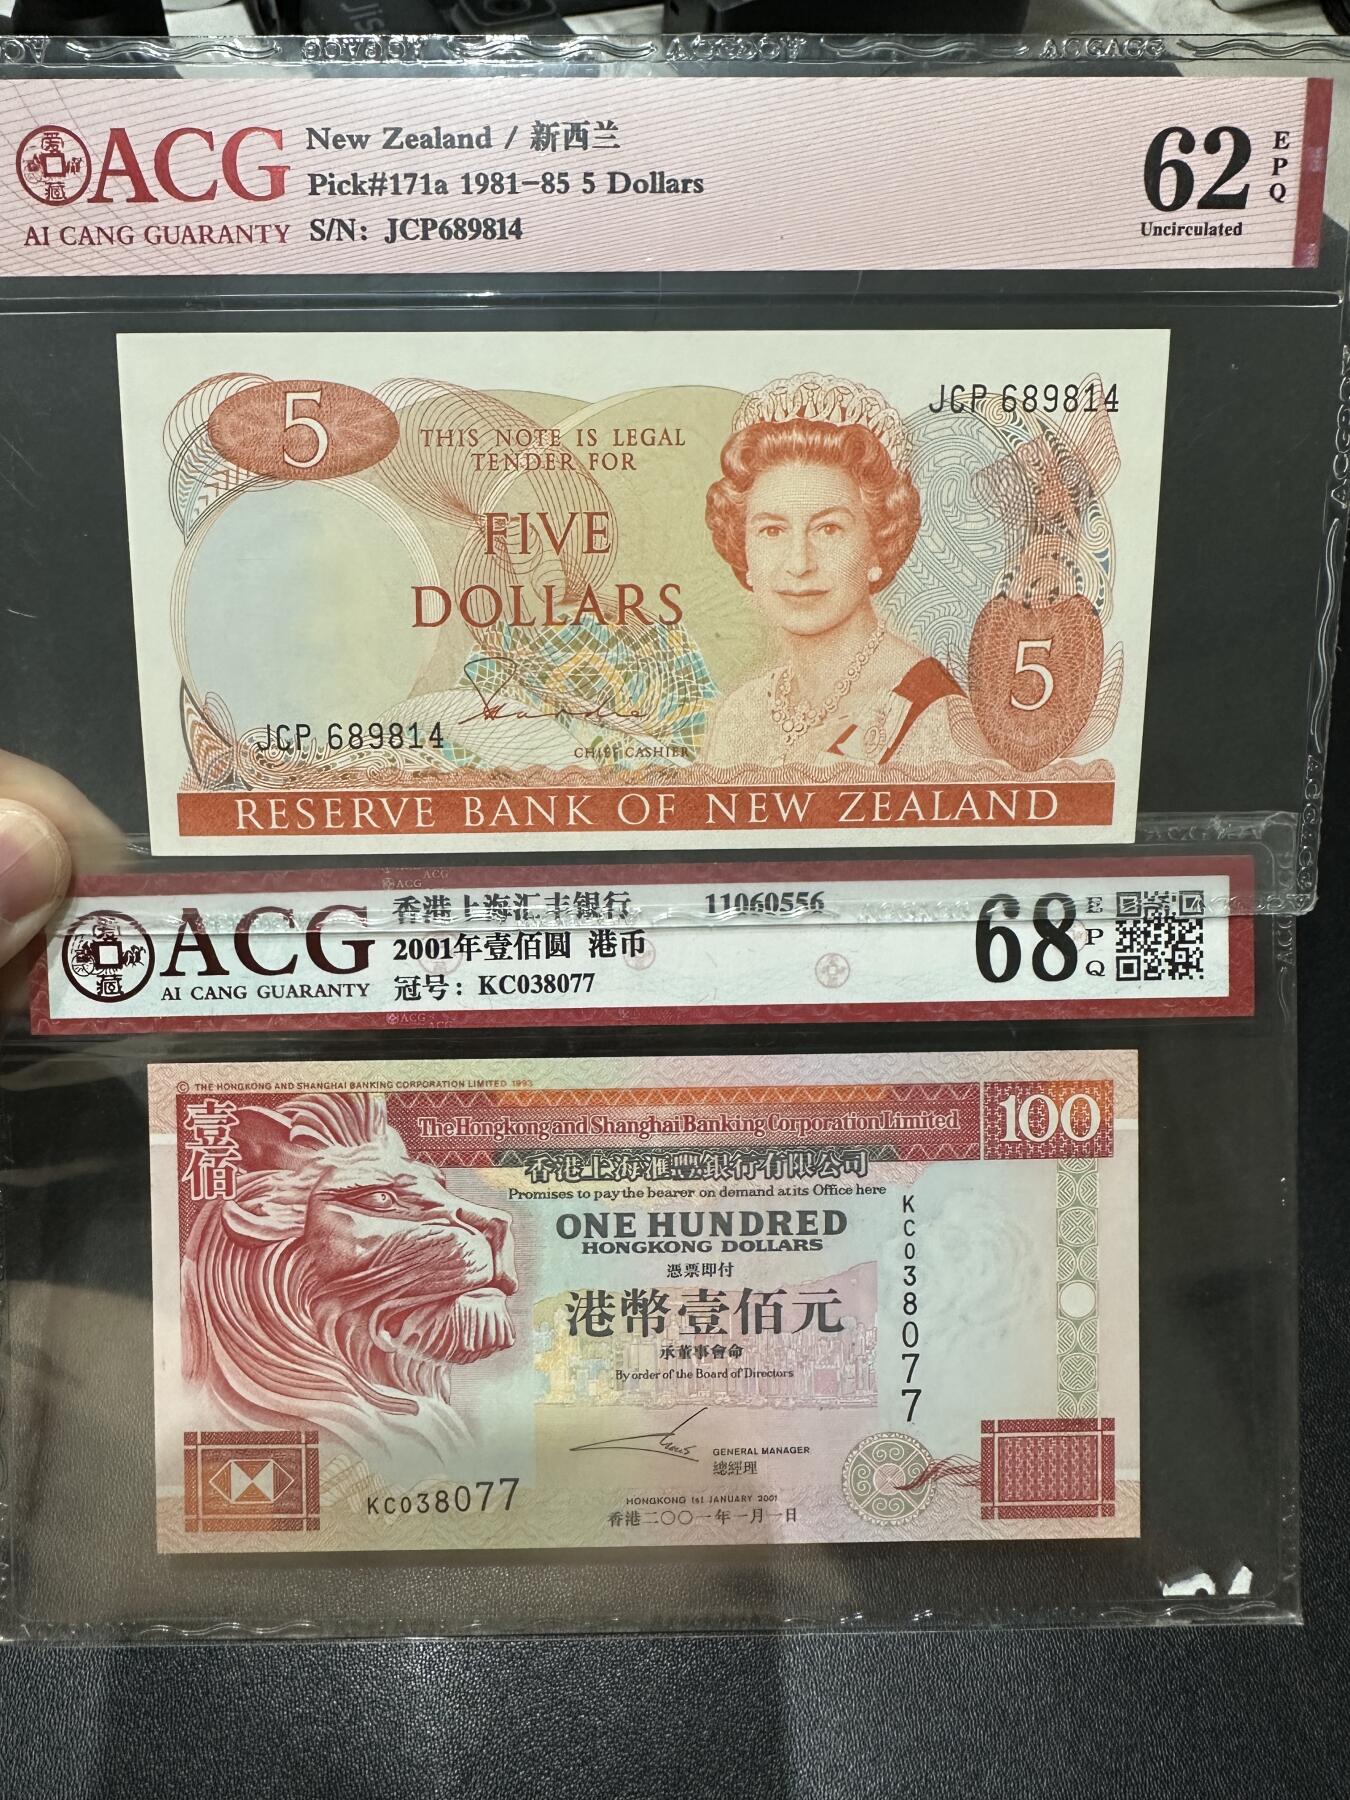 ACG
AI CANG GUARANTY
New Zealand / 新西兰
Pick#171a 1981-85 5 Dollars
S/N: JCP689814
62
EPQ
Uncirculated
5
THIS NOTE IS LEGAL
TENDER FOR
JCP 689814
FIVE
DOLLARS
5
JCP 689814
CHIEF CASHIER
RESERVE BANK OF NEW ZEALAND
ACG
AI CANG GUARANTY
香港上海汇丰银行 11060556
2001年壹佰圆 港币
冠号: KC038077
68
EPQ
© THE HONGKONG AND SHANGHAI BANKING CORPORATION LIMITED 1993
壹佰
The Hongkong and Shanghai Banking Corporation Limited
100
香港上海滙豐銀行有限公司
Promises to pay the bearer on demand at its Office here
ONE HUNDRED
HONGKONG DOLLARS
憑票即付
港幣壹佰元
承董事會命
By order of the Board of Directors
KC038077
GENERAL MANAGER
總經理
KC038077
HONGKONG 1st JANUARY 2001
香港二〇〇一年一月一日